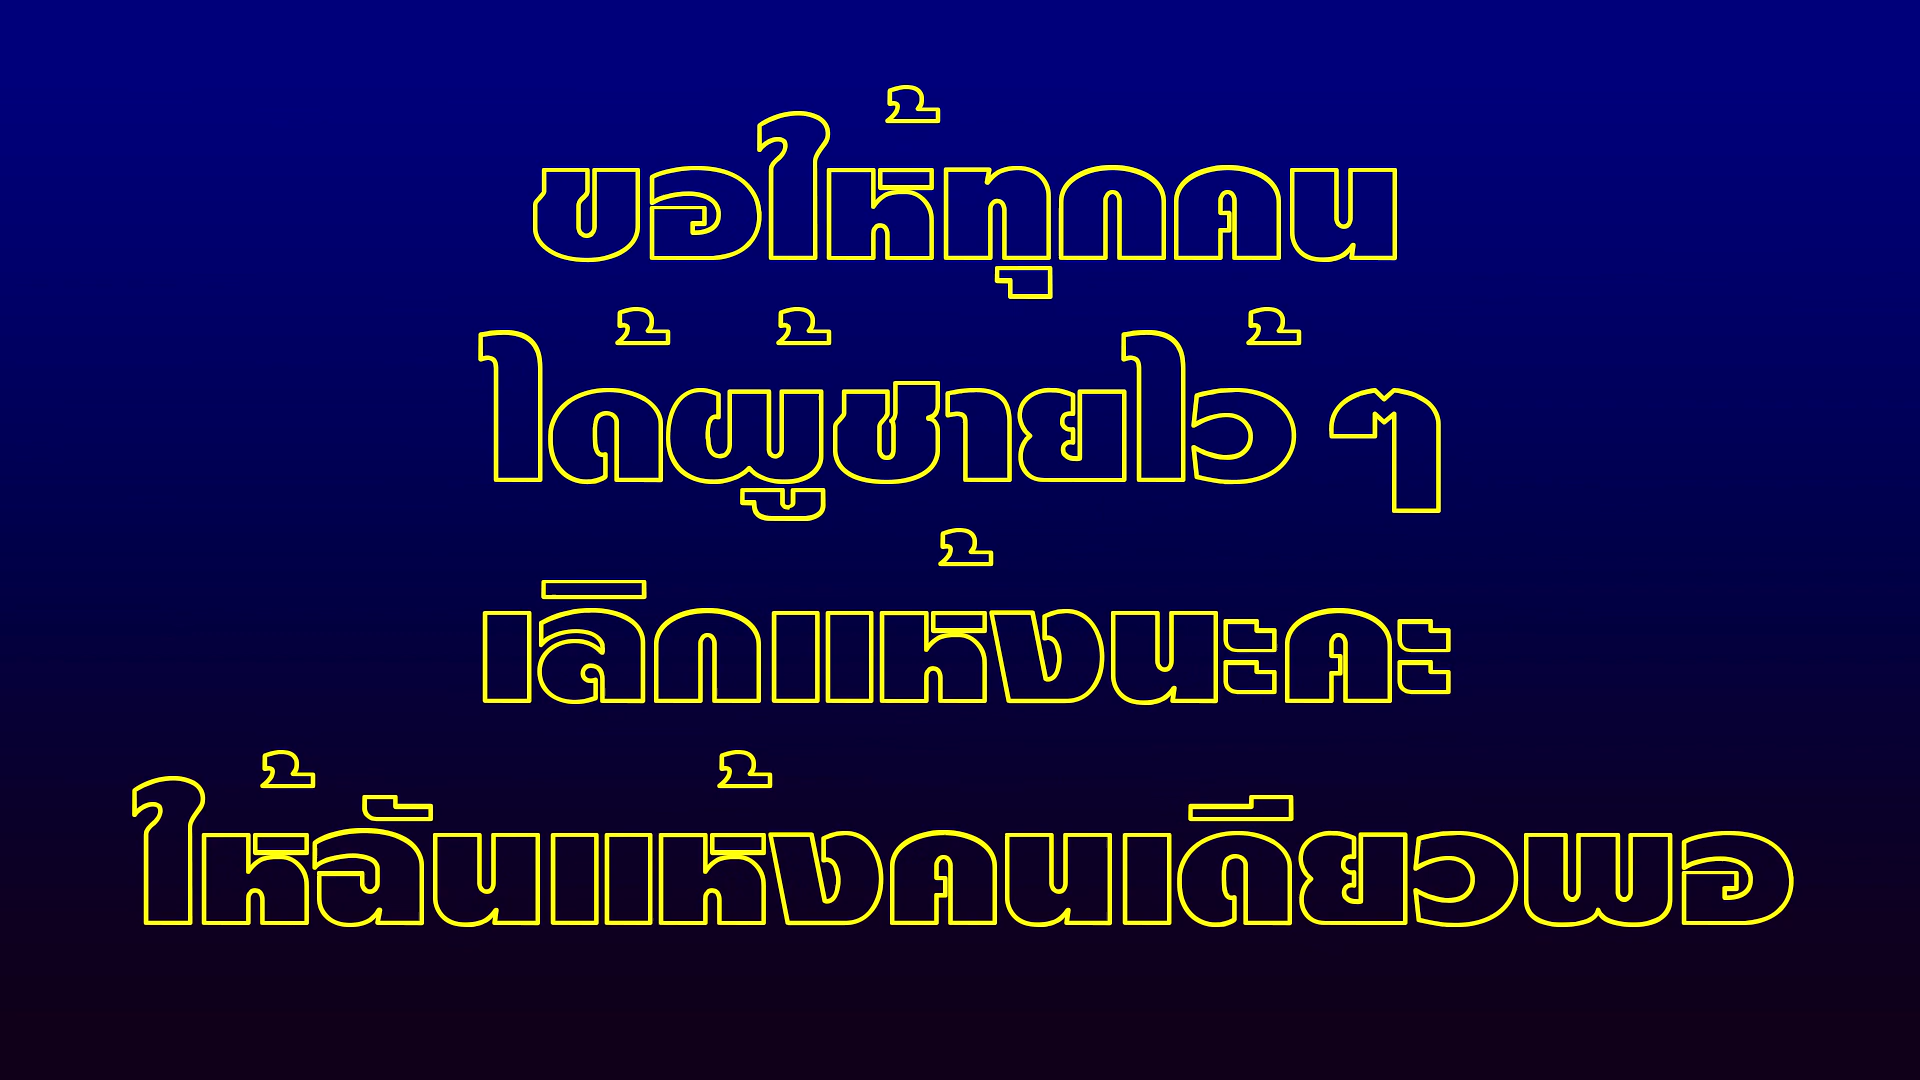 ขอให้ทุกคน
ได้ผู้ชายไว้ ๆ
เลิกแห้งนะคะ
ให้ฉันแห้งคนเดียวพอ